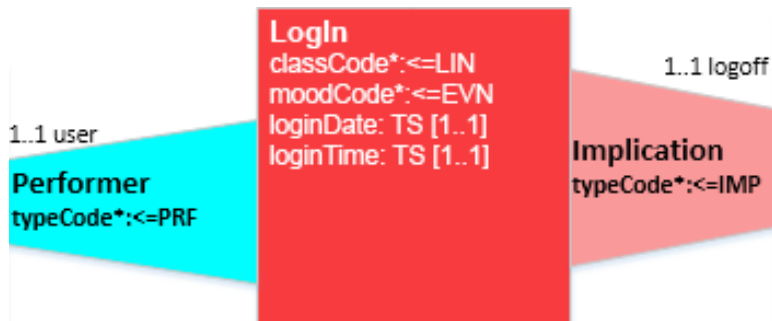 LogIn
classCode*:<=LIN
moodCode*:<=EVN
loginDate: TS [1..1]
loginTime: TS [1..1]
1..1 user
Performer
typeCode*:<=PRF
1..1 logoff
Implication
typeCode*:<=IMP